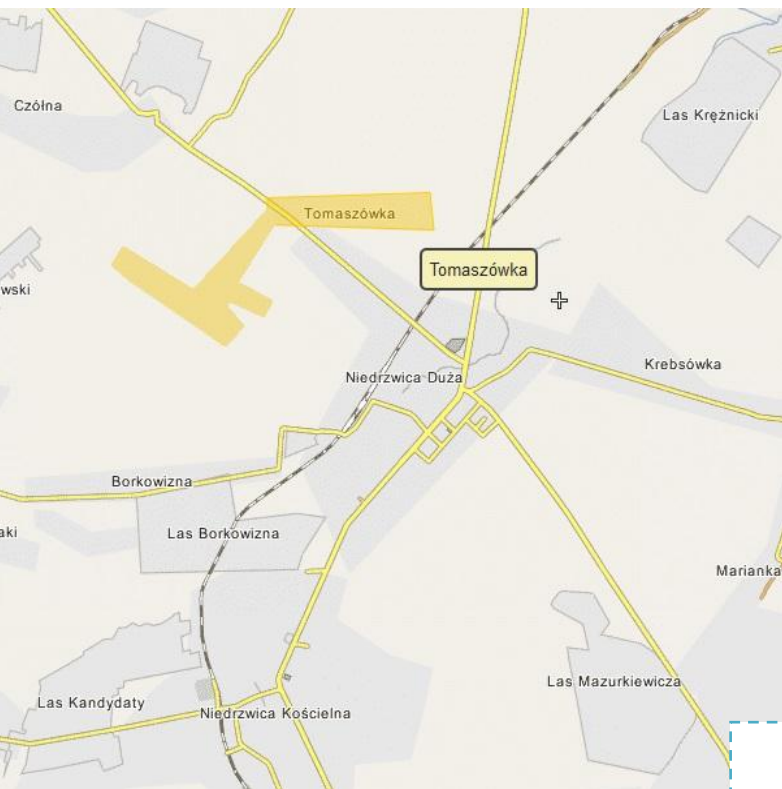 Czółna
Las Krężnicki
Tomaszówka
Tomaszówka
wski
Krebsówka
Niedrzwica Duża
Borkowizna
Las Borkowizna
aki
Marianka
Las Mazurkiewicza
Las Kandydaty
Niedrzwica Kościelna